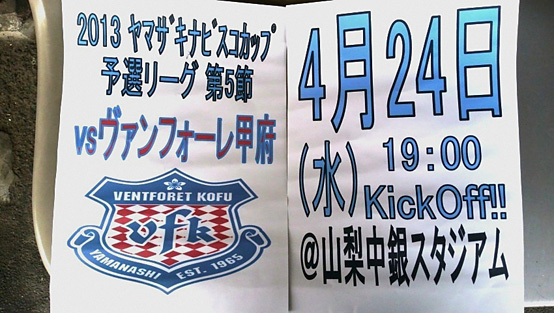 2013 ヤマザキナビスコカップ
予選リーグ 第5節
vsヴァンフォーレ甲府
VENTFORET KOFU
vfk
YAMANASHI EST. 1965
4月24日
(水) 19:00
KickOff!!
@山梨中銀スタジアム